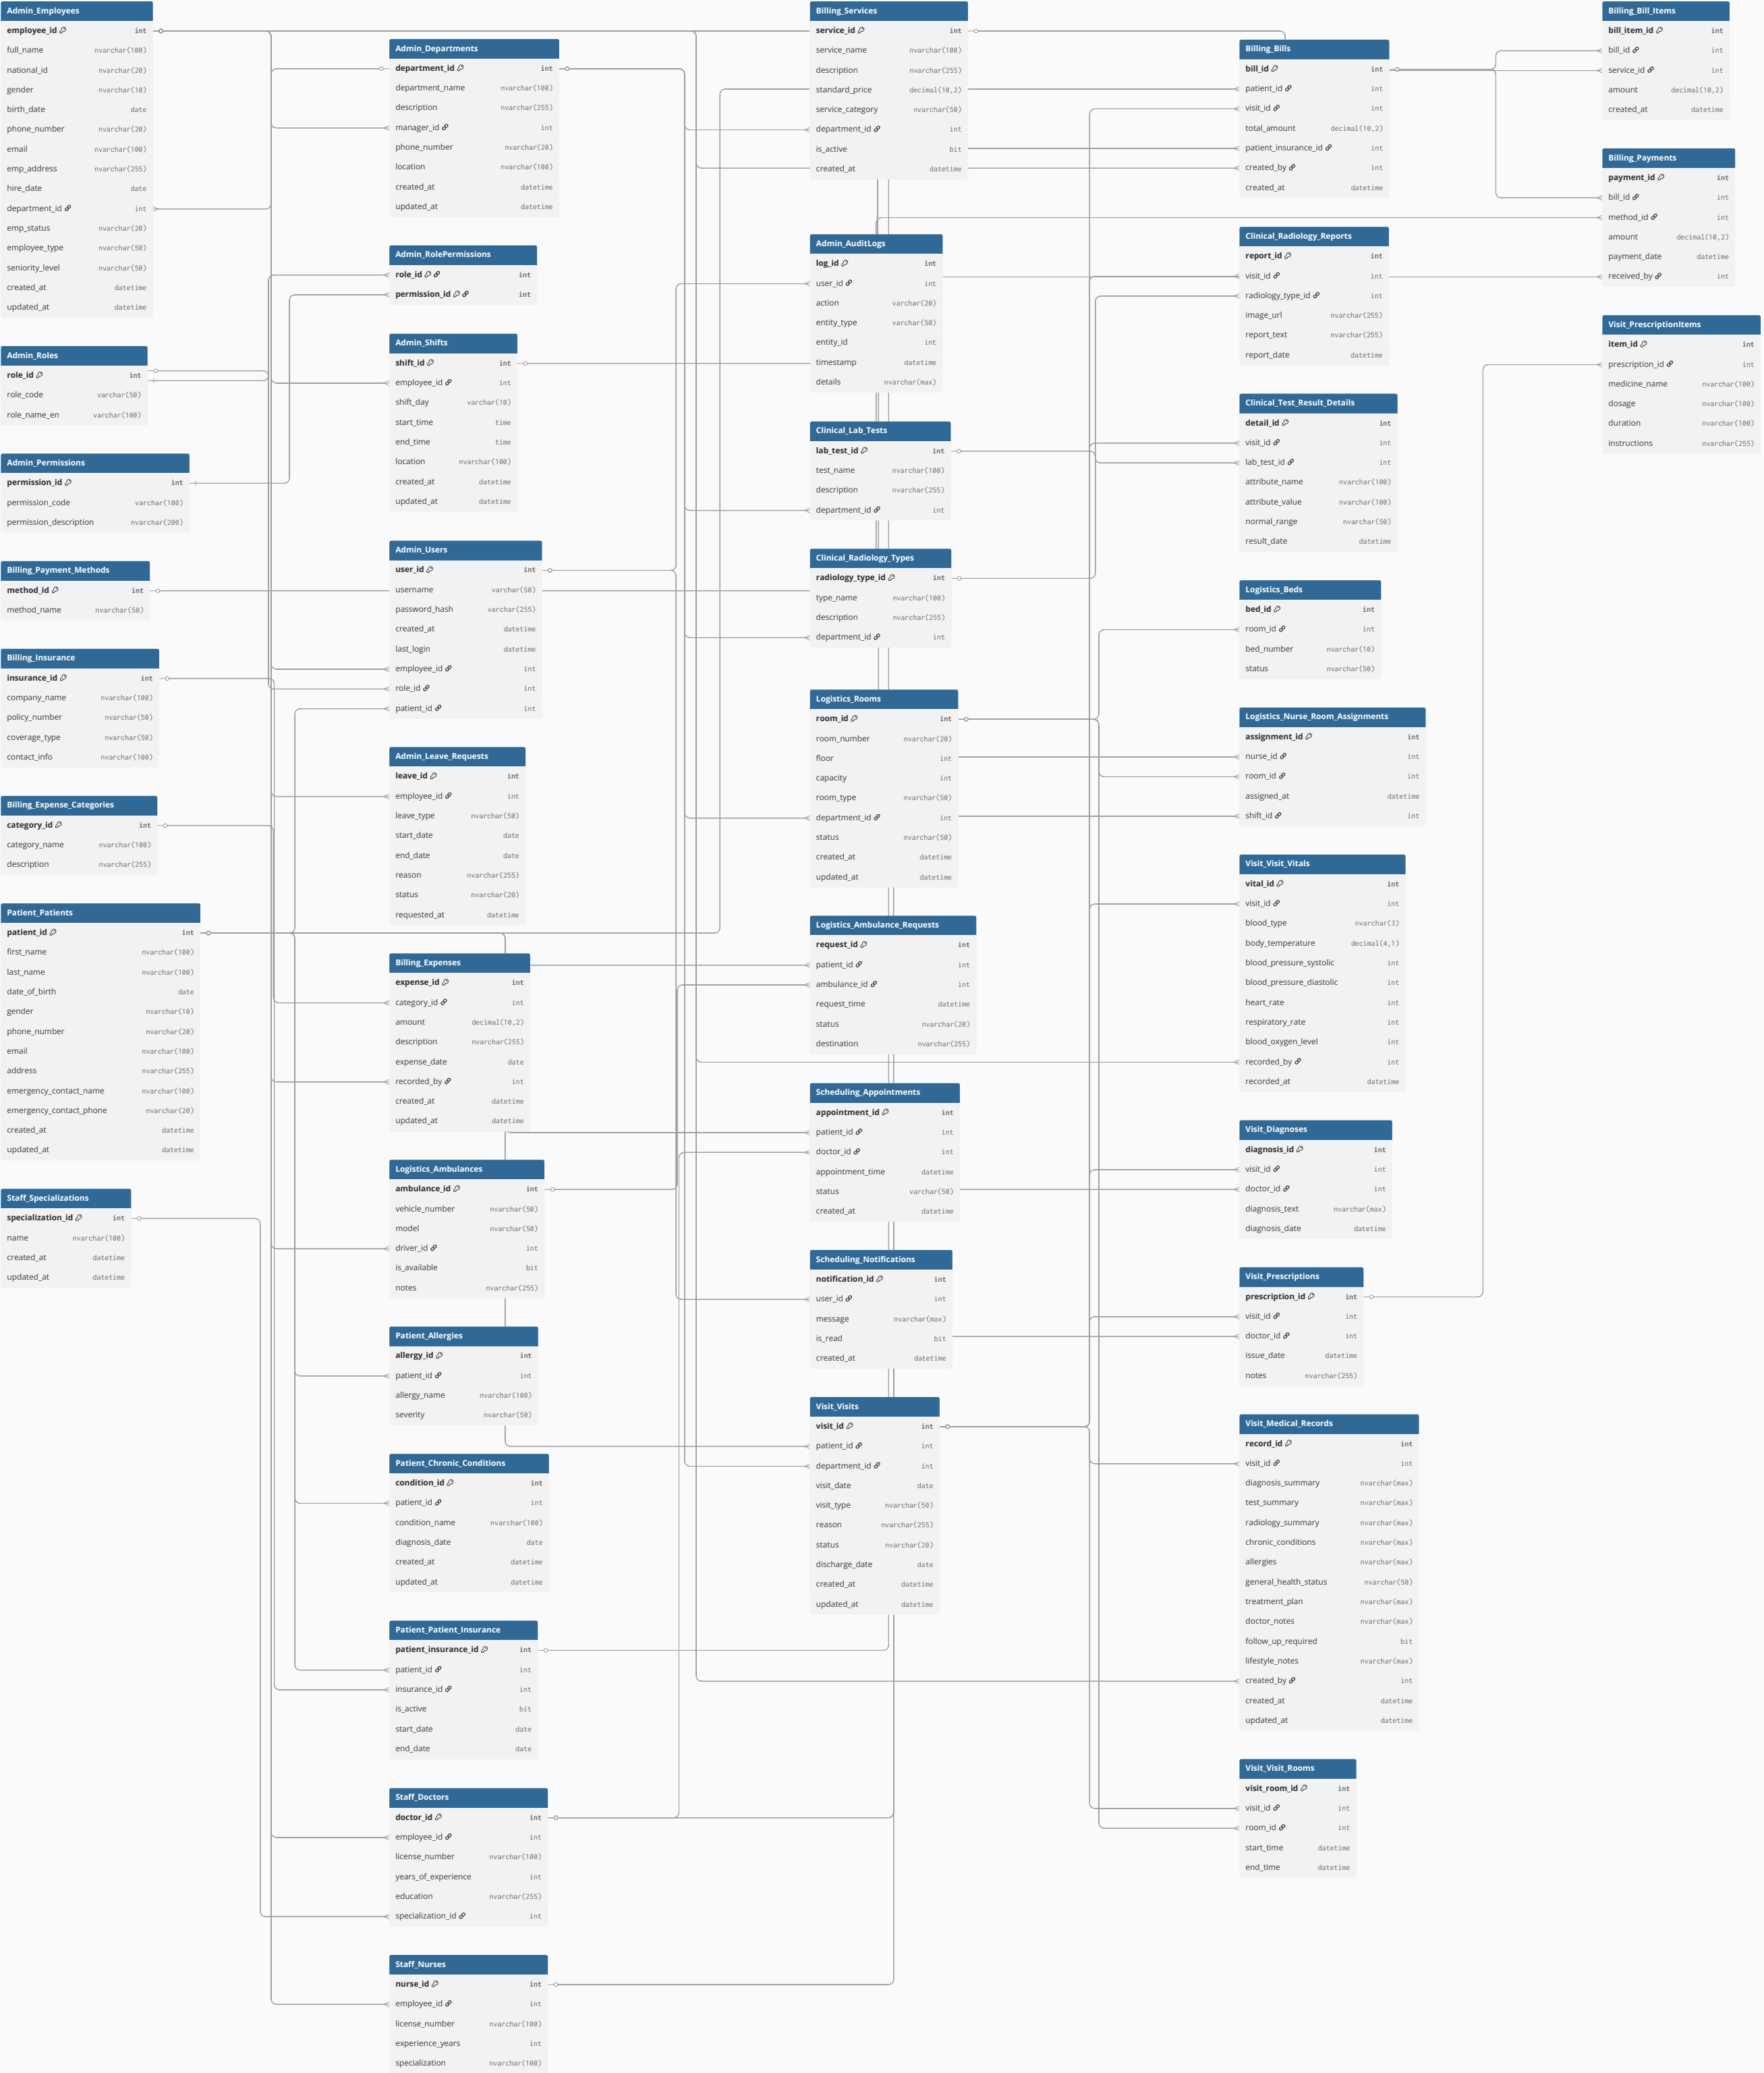 Admin_Employees
employee_id int
full_name nvarchar(100)
national_id nvarchar(20)
gender nvarchar(10)
birth_date date
phone_number nvarchar(20)
email nvarchar(100)
emp_address nvarchar(255)
hire_date date
department_id int
emp_status nvarchar(20)
employee_type nvarchar(50)
seniority_level nvarchar(50)
created_at datetime
updated_at datetime
Admin_Roles
role_id int
role_code varchar(50)
role_name_en varchar(100)
Admin_Permissions
permission_id int
permission_code varchar(100)
permission_description nvarchar(200)
Billing_Payment_Methods
method_id int
method_name nvarchar(50)
Billing_Insurance
insurance_id int
company_name nvarchar(100)
policy_number nvarchar(50)
coverage_type nvarchar(50)
contact_info nvarchar(100)
Billing_Expense_Categories
category_id int
category_name nvarchar(100)
description nvarchar(255)
Patient_Patients
patient_id int
first_name nvarchar(100)
last_name nvarchar(100)
date_of_birth date
gender nvarchar(10)
phone_number nvarchar(20)
email nvarchar(100)
address nvarchar(255)
emergency_contact_name nvarchar(100)
emergency_contact_phone nvarchar(20)
created_at datetime
updated_at datetime
Staff_Specializations
specialization_id int
name nvarchar(100)
created_at datetime
updated_at datetime
Admin_Departments
department_id int
department_name nvarchar(100)
description nvarchar(255)
manager_id int
phone_number nvarchar(20)
location nvarchar(100)
created_at datetime
updated_at datetime
Admin_RolePermissions
role_id int
permission_id int
Admin_Shifts
shift_id int
employee_id int
shift_day varchar(10)
start_time time
end_time time
location nvarchar(100)
created_at datetime
updated_at datetime
Admin_Users
user_id int
username varchar(50)
password_hash varchar(255)
created_at datetime
last_login datetime
employee_id int
role_id int
patient_id int
Admin_Leave_Requests
leave_id int
employee_id int
leave_type nvarchar(50)
start_date date
end_date date
reason nvarchar(255)
status nvarchar(20)
requested_at datetime
Billing_Expenses
expense_id int
category_id int
amount decimal(10,2)
description nvarchar(255)
expense_date date
recorded_by int
created_at datetime
updated_at datetime
Logistics_Ambulances
ambulance_id int
vehicle_number nvarchar(50)
model nvarchar(50)
driver_id int
is_available bit
notes nvarchar(255)
Patient_Allergies
allergy_id int
patient_id int
allergy_name nvarchar(100)
severity nvarchar(50)
Patient_Chronic_Conditions
condition_id int
patient_id int
condition_name nvarchar(100)
diagnosis_date date
created_at datetime
updated_at datetime
Patient_Patient_Insurance
patient_insurance_id int
patient_id int
insurance_id int
is_active bit
start_date date
end_date date
Staff_Doctors
doctor_id int
employee_id int
license_number nvarchar(100)
years_of_experience int
education nvarchar(255)
specialization_id int
Staff_Nurses
nurse_id int
employee_id int
license_number nvarchar(100)
experience_years int
specialization nvarchar(100)
Billing_Services
service_id int
service_name nvarchar(100)
description nvarchar(255)
standard_price decimal(10,2)
service_category nvarchar(50)
department_id int
is_active bit
created_at datetime
Admin_AuditLogs
log_id int
user_id int
action varchar(20)
entity_type varchar(50)
entity_id int
timestamp datetime
details nvarchar(max)
Clinical_Lab_Tests
lab_test_id int
test_name nvarchar(100)
description nvarchar(255)
department_id int
Clinical_Radiology_Types
radiology_type_id int
type_name nvarchar(100)
description nvarchar(255)
department_id int
Logistics_Rooms
room_id int
room_number nvarchar(20)
floor int
capacity int
room_type nvarchar(50)
department_id int
status nvarchar(50)
created_at datetime
updated_at datetime
Logistics_Ambulance_Requests
request_id int
patient_id int
ambulance_id int
request_time datetime
status nvarchar(20)
destination nvarchar(255)
Scheduling_Appointments
appointment_id int
patient_id int
doctor_id int
appointment_time datetime
status varchar(50)
created_at datetime
Scheduling_Notifications
notification_id int
user_id int
message nvarchar(max)
is_read bit
created_at datetime
Visit_Visits
visit_id int
patient_id int
department_id int
visit_date date
visit_type nvarchar(50)
reason nvarchar(255)
status nvarchar(20)
discharge_date date
created_at datetime
updated_at datetime
Billing_Bills
bill_id int
patient_id int
visit_id int
total_amount decimal(10,2)
patient_insurance_id int
created_by int
created_at datetime
Clinical_Radiology_Reports
report_id int
visit_id int
radiology_type_id int
image_url nvarchar(255)
report_text nvarchar(255)
report_date datetime
Clinical_Test_Result_Details
detail_id int
visit_id int
lab_test_id int
attribute_name nvarchar(100)
attribute_value nvarchar(100)
normal_range nvarchar(50)
result_date datetime
Logistics_Beds
bed_id int
room_id int
bed_number nvarchar(10)
status nvarchar(50)
Logistics_Nurse_Room_Assignments
assignment_id int
nurse_id int
room_id int
assigned_at datetime
shift_id int
Visit_Visit_Vitals
vital_id int
visit_id int
blood_type nvarchar(3)
body_temperature decimal(4,1)
blood_pressure_systolic int
blood_pressure_diastolic int
heart_rate int
respiratory_rate int
blood_oxygen_level int
recorded_by int
recorded_at datetime
Visit_Diagnoses
diagnosis_id int
visit_id int
doctor_id int
diagnosis_text nvarchar(max)
diagnosis_date datetime
Visit_Prescriptions
prescription_id int
visit_id int
doctor_id int
issue_date datetime
notes nvarchar(255)
Visit_Medical_Records
record_id int
visit_id int
diagnosis_summary nvarchar(max)
test_summary nvarchar(max)
radiology_summary nvarchar(max)
chronic_conditions nvarchar(max)
allergies nvarchar(max)
general_health_status nvarchar(50)
treatment_plan nvarchar(max)
doctor_notes nvarchar(max)
follow_up_required bit
lifestyle_notes nvarchar(max)
created_by int
created_at datetime
updated_at datetime
Visit_Visit_Rooms
visit_room_id int
visit_id int
room_id int
start_time datetime
end_time datetime
Billing_Bill_Items
bill_item_id int
bill_id int
service_id int
amount decimal(10,2)
created_at datetime
Billing_Payments
payment_id int
bill_id int
method_id int
amount decimal(10,2)
payment_date datetime
received_by int
Visit_PrescriptionItems
item_id int
prescription_id int
medicine_name nvarchar(100)
dosage nvarchar(100)
duration nvarchar(100)
instructions nvarchar(255)